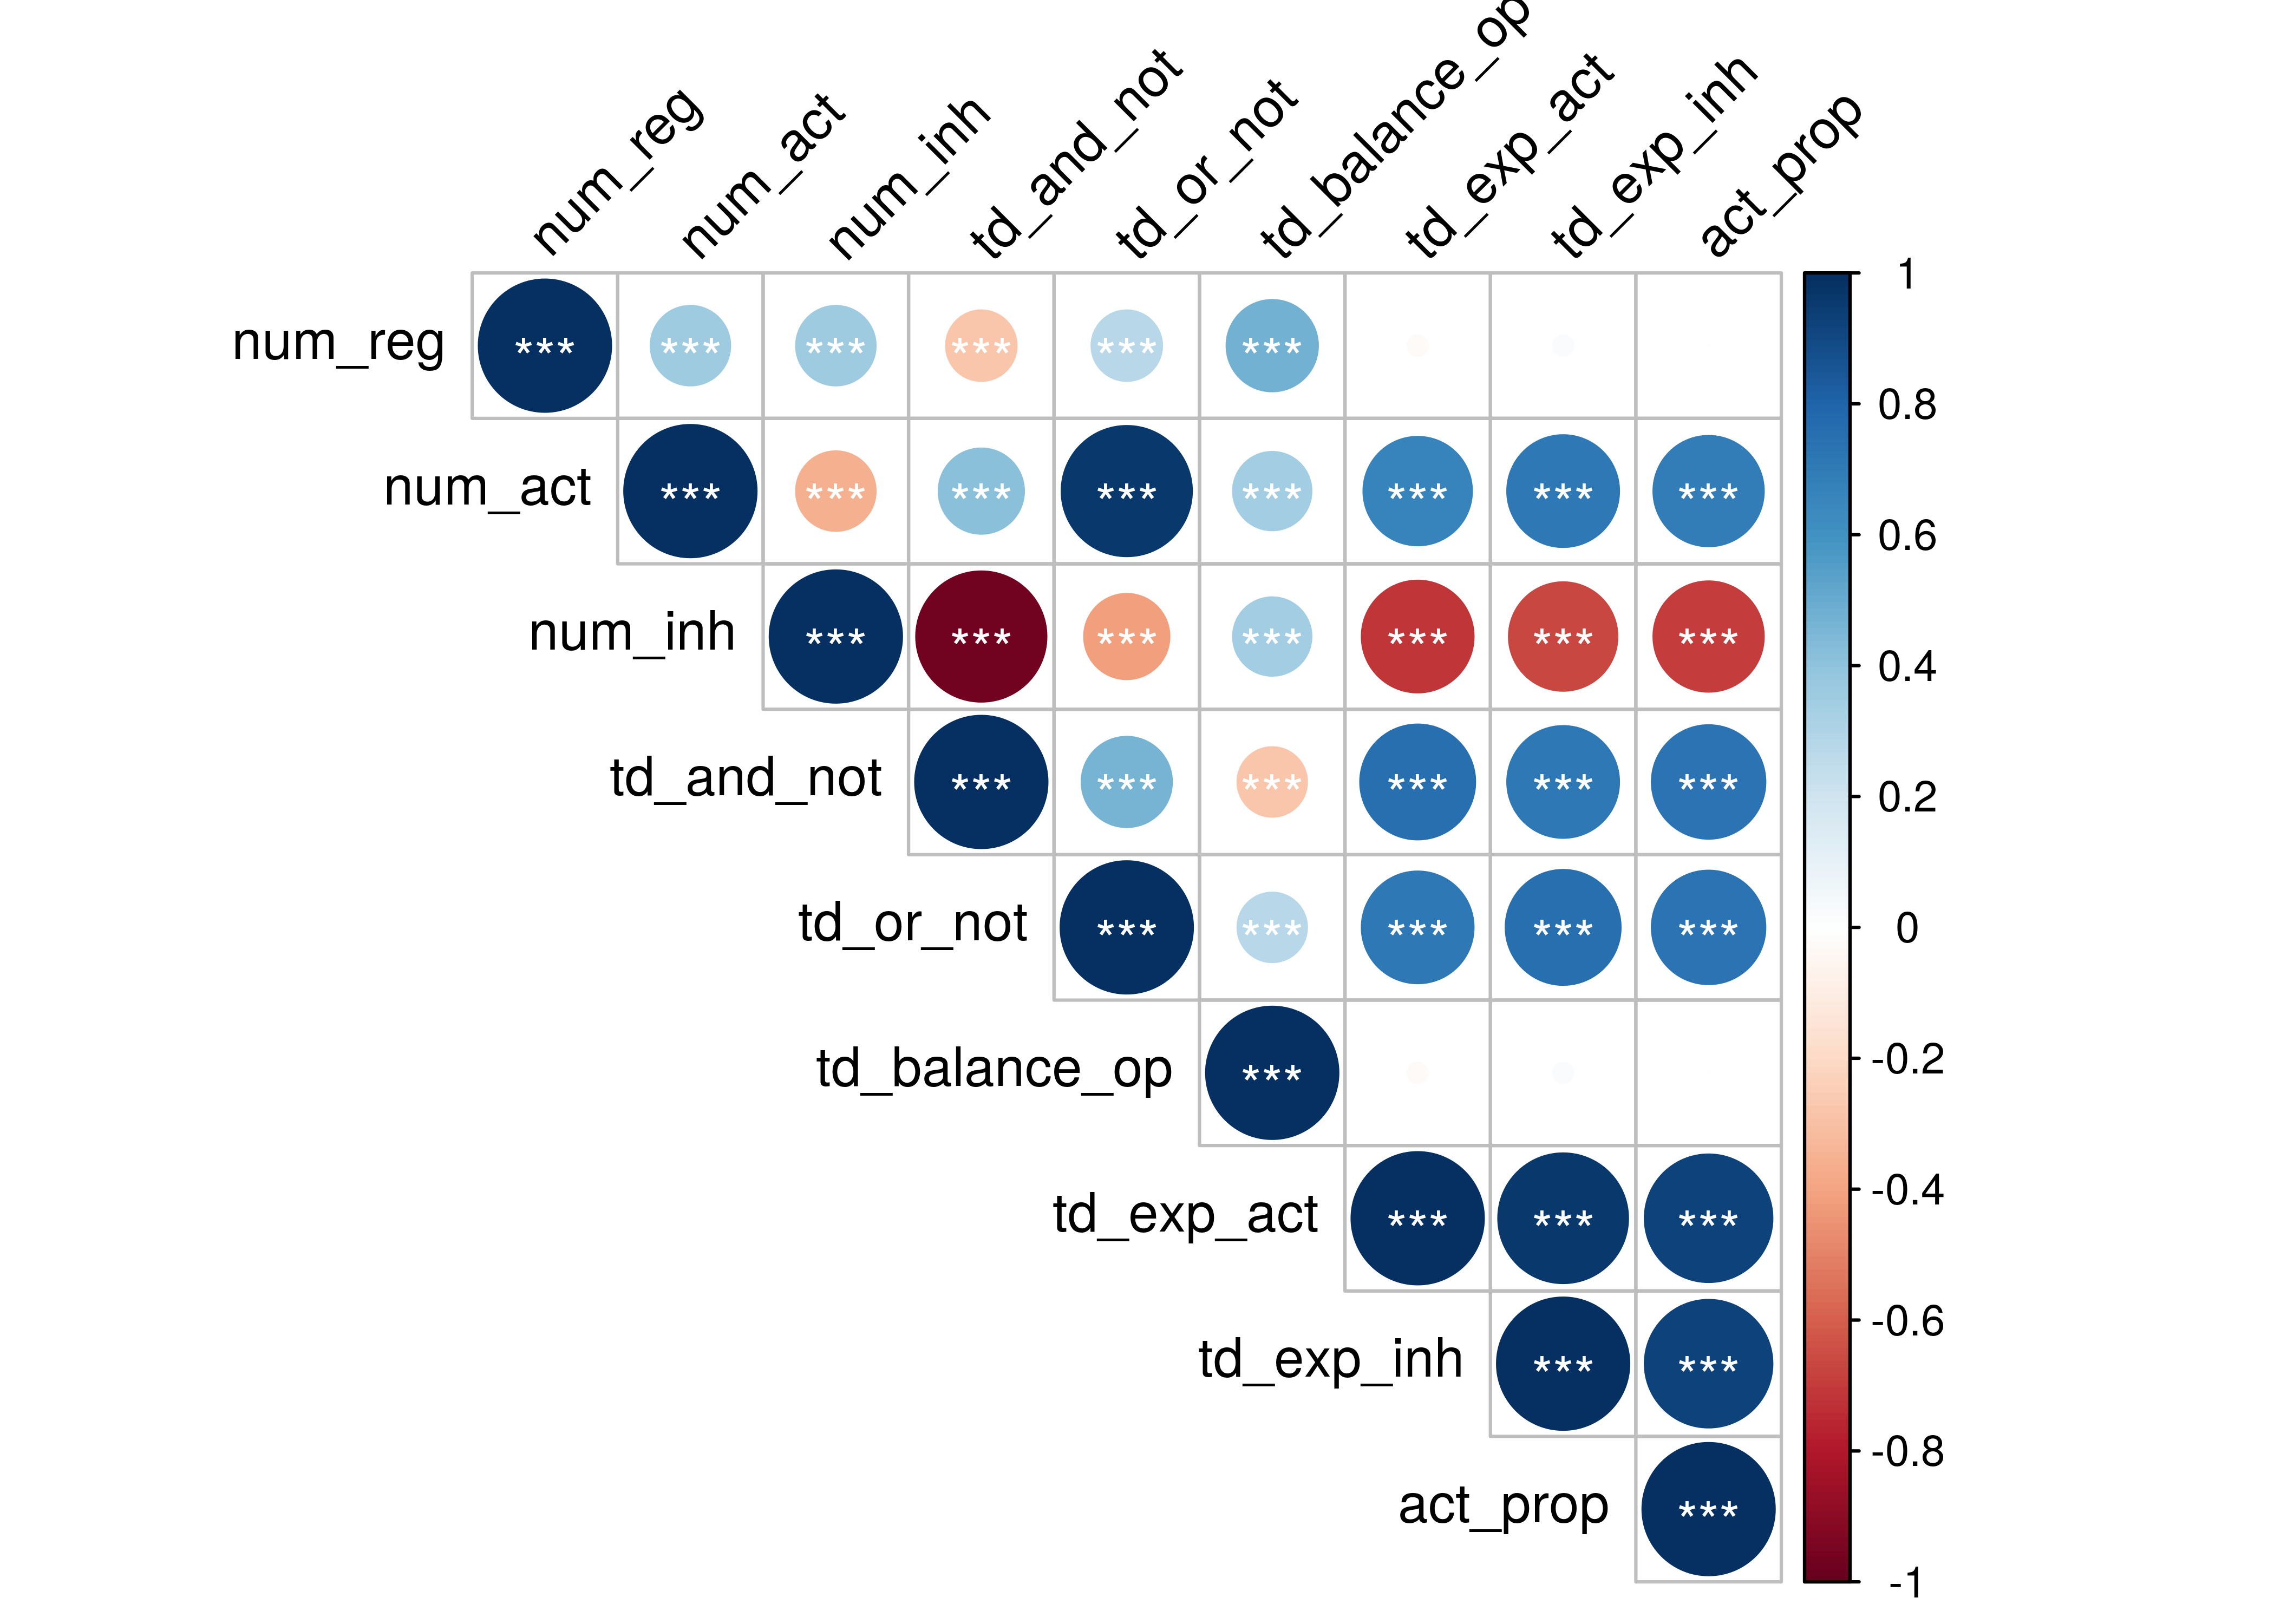 num_reg
num_act
num_inh
td_and_not
td_or_not
td_balance_op
td_exp_act
td_exp_inh
act_prop
1
num_reg *** *** *** *** *** ***
0.8
num_act *** *** *** *** *** *** *** ***
0.6
num_inh *** *** *** *** *** *** ***
0.4
td_and_not *** *** *** *** *** ***
0.2
td_or_not *** *** *** *** ***
0
td_balance_op ***
-0.2
td_exp_act *** *** ***
-0.4
-0.6
td_exp_inh *** ***
-0.8
act_prop ***
-1